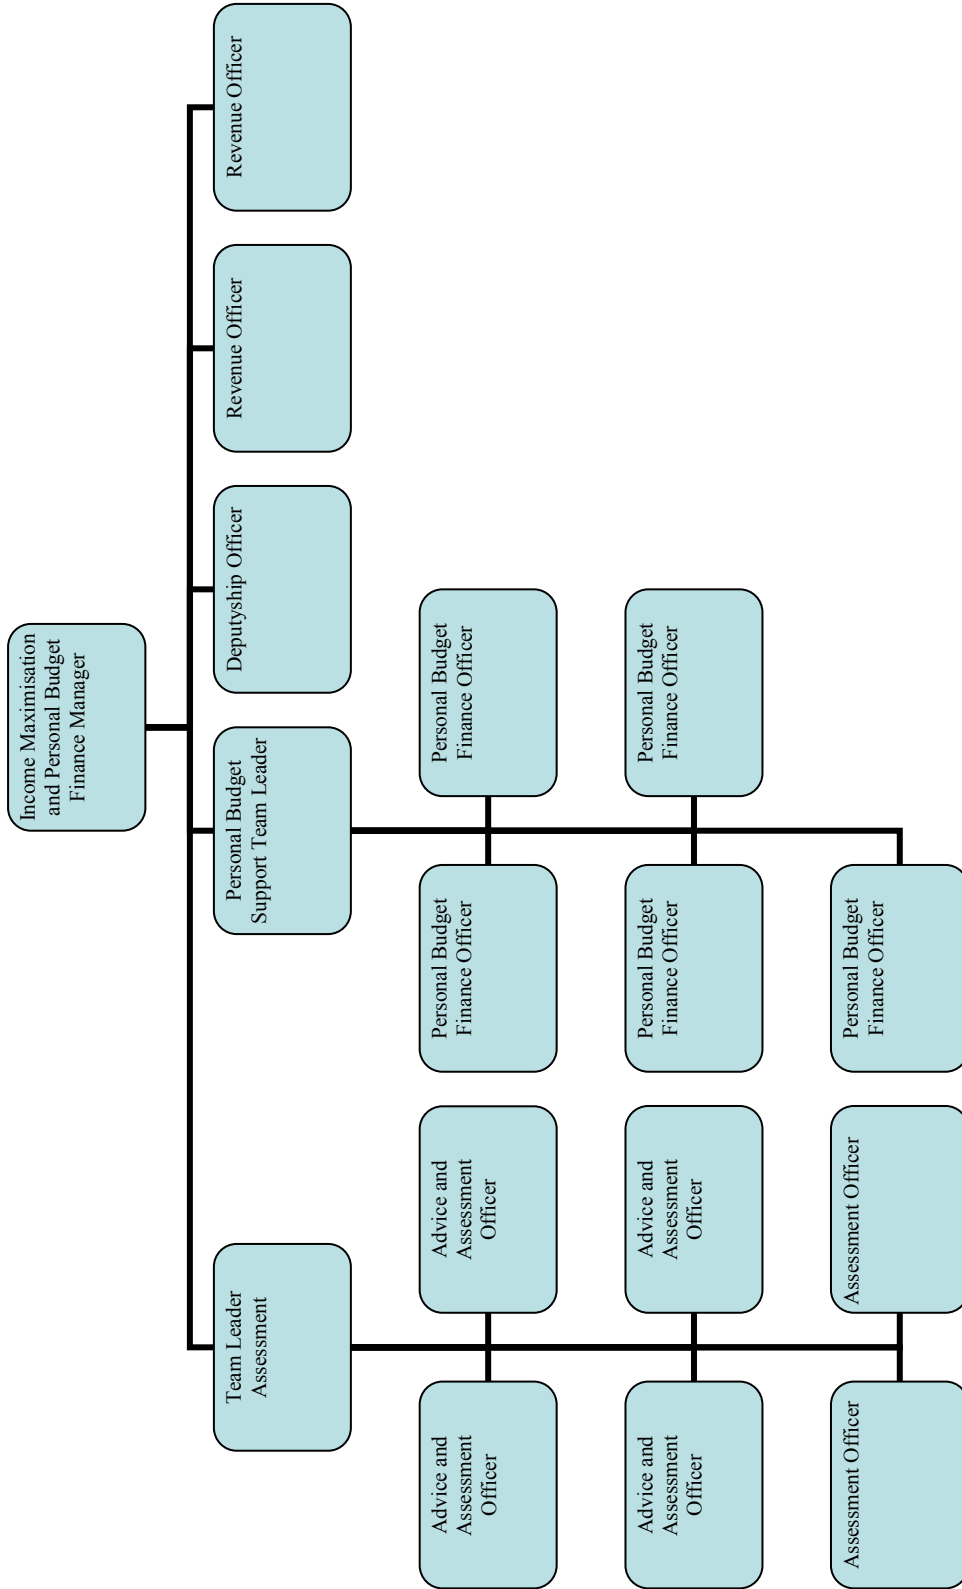 Income Maximisation
and Personal Budget
Finance Manager
Team Leader
Assessment
Personal Budget
Support Team Leader
Deputyship Officer
Revenue Officer
Revenue Officer
Advice and
Assessment
Officer
Advice and
Assessment
Officer
Personal Budget
Finance Officer
Personal Budget
Finance Officer
Advice and
Assessment
Officer
Advice and
Assessment
Officer
Personal Budget
Finance Officer
Personal Budget
Finance Officer
Assessment Officer
Assessment Officer
Personal Budget
Finance Officer